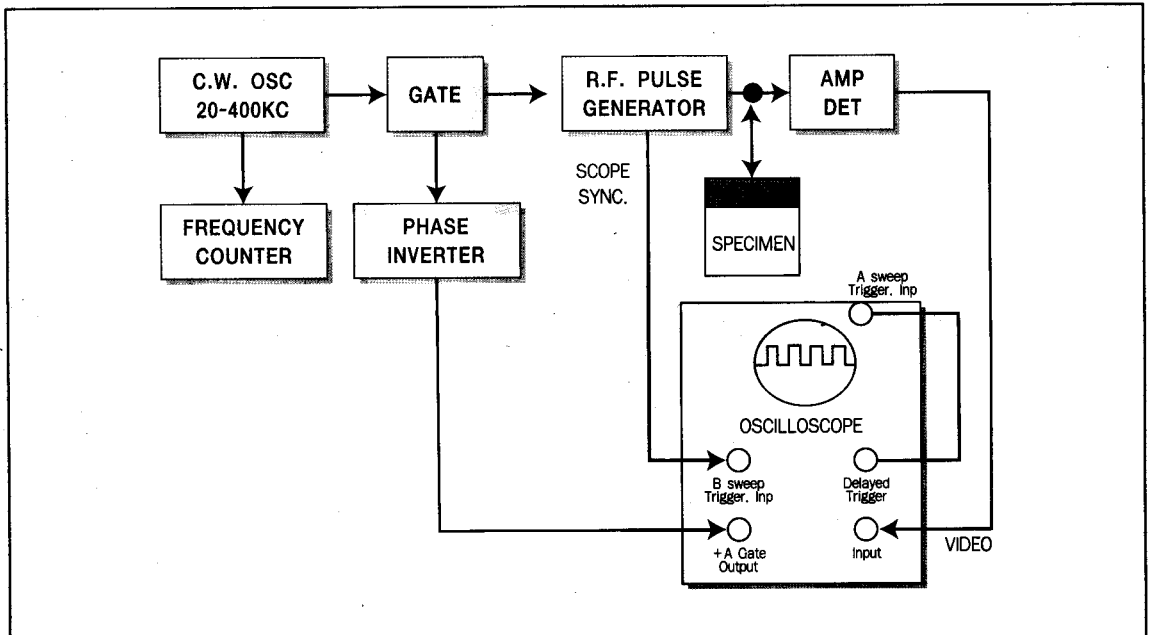 C.W. OSC
20-400KC
GATE
R.F. PULSE
GENERATOR
AMP
DET
SCOPE
SYNC.
FREQUENCY
COUNTER
PHASE
INVERTER
SPECIMEN
A sweep
Trigger. Inp
OSCILLOSCOPE
B sweep
Trigger. Inp
Delayed
Trigger
+A Gate
Output
Input
VIDEO